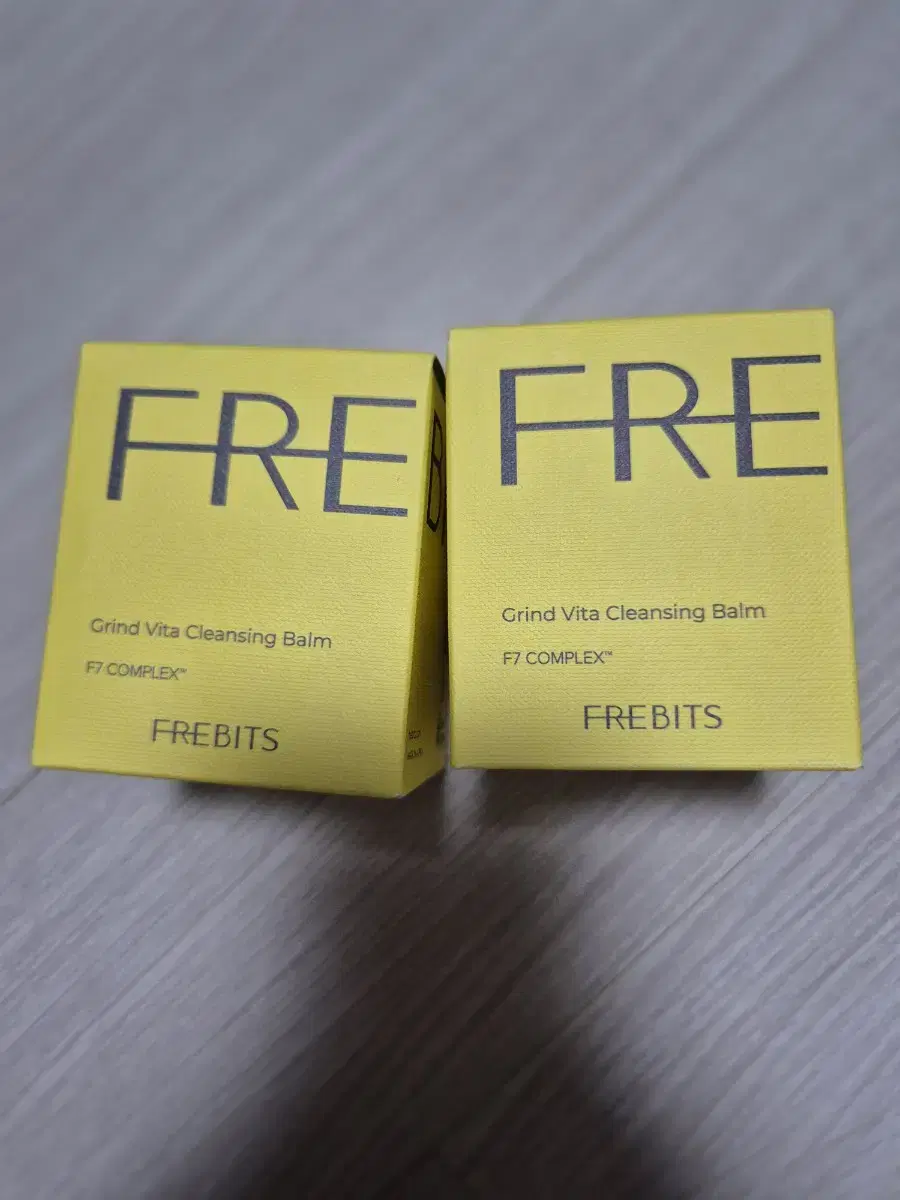 FRE
Grind Vita Cleansing Balm
F7 COMPLEX™
FREBITS
B
FRE
Grind Vita Cleansing Balm
F7 COMPLEX™
FREBITS